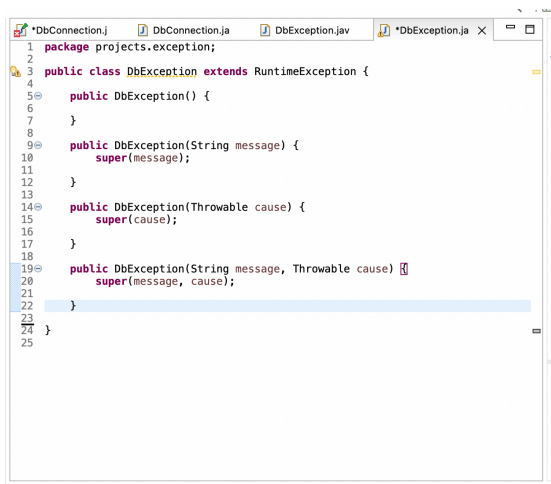 *DbConnection.j DbConnection.ja DbException.jav *DbException.ja
1 package projects.exception;
2
3 public class DbException extends RuntimeException {
4
5 public DbException() {
6
7 }
8
9 public DbException(String message) {
10 super(message);
11
12 }
13
14 public DbException(Throwable cause) {
15 super(cause);
16
17 }
18
19 public DbException(String message, Throwable cause) {
20 super(message, cause);
21
22 }
23
24 }
25